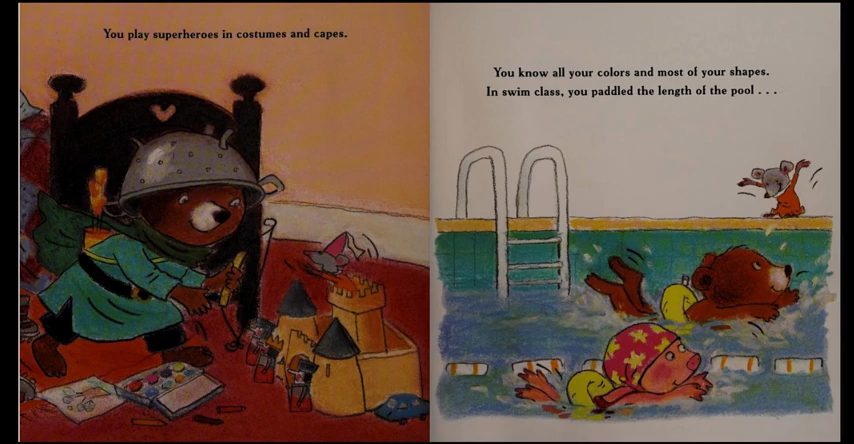 You play superheroes in costumes and capes.
You know all your colors and most of your shapes.
In swim class, you paddled the length of the pool . . .